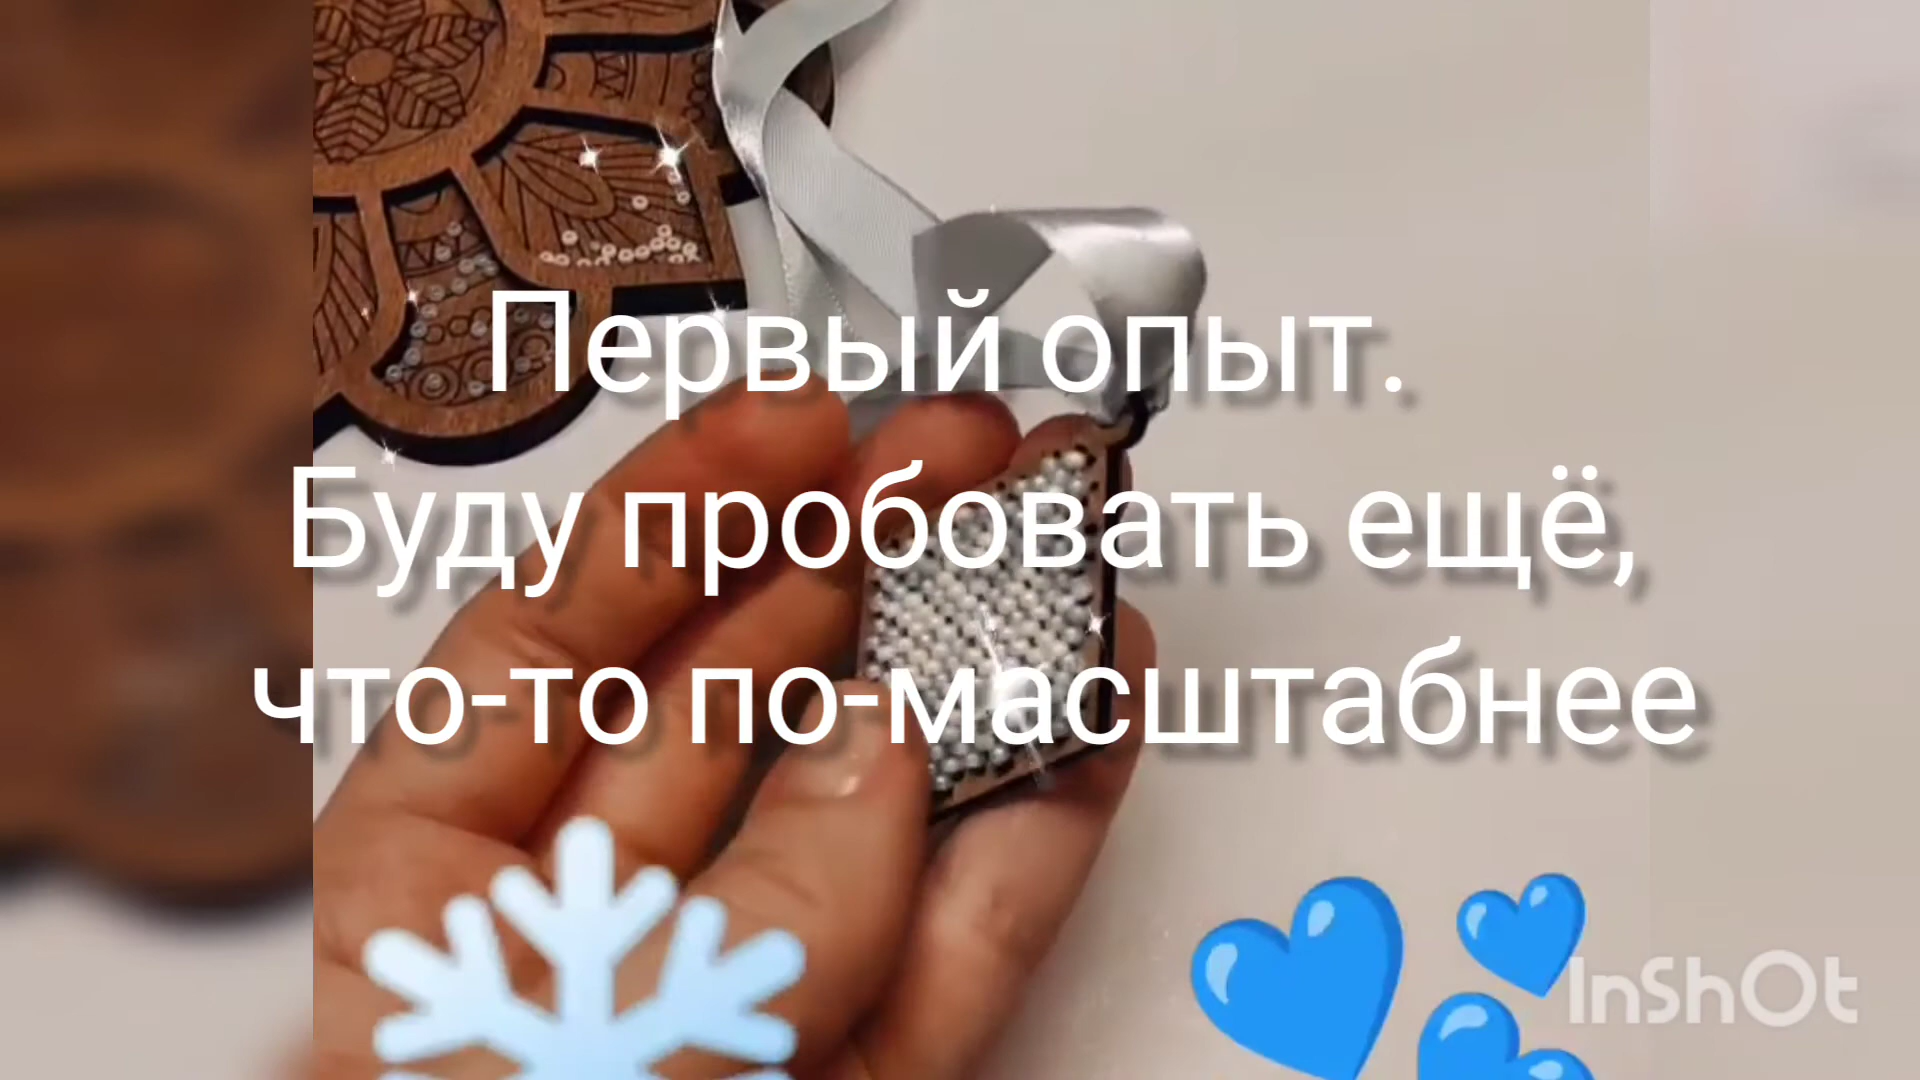 Первый опыт.
Буду пробовать ещё,
что-то по-масштабнее
InShOt